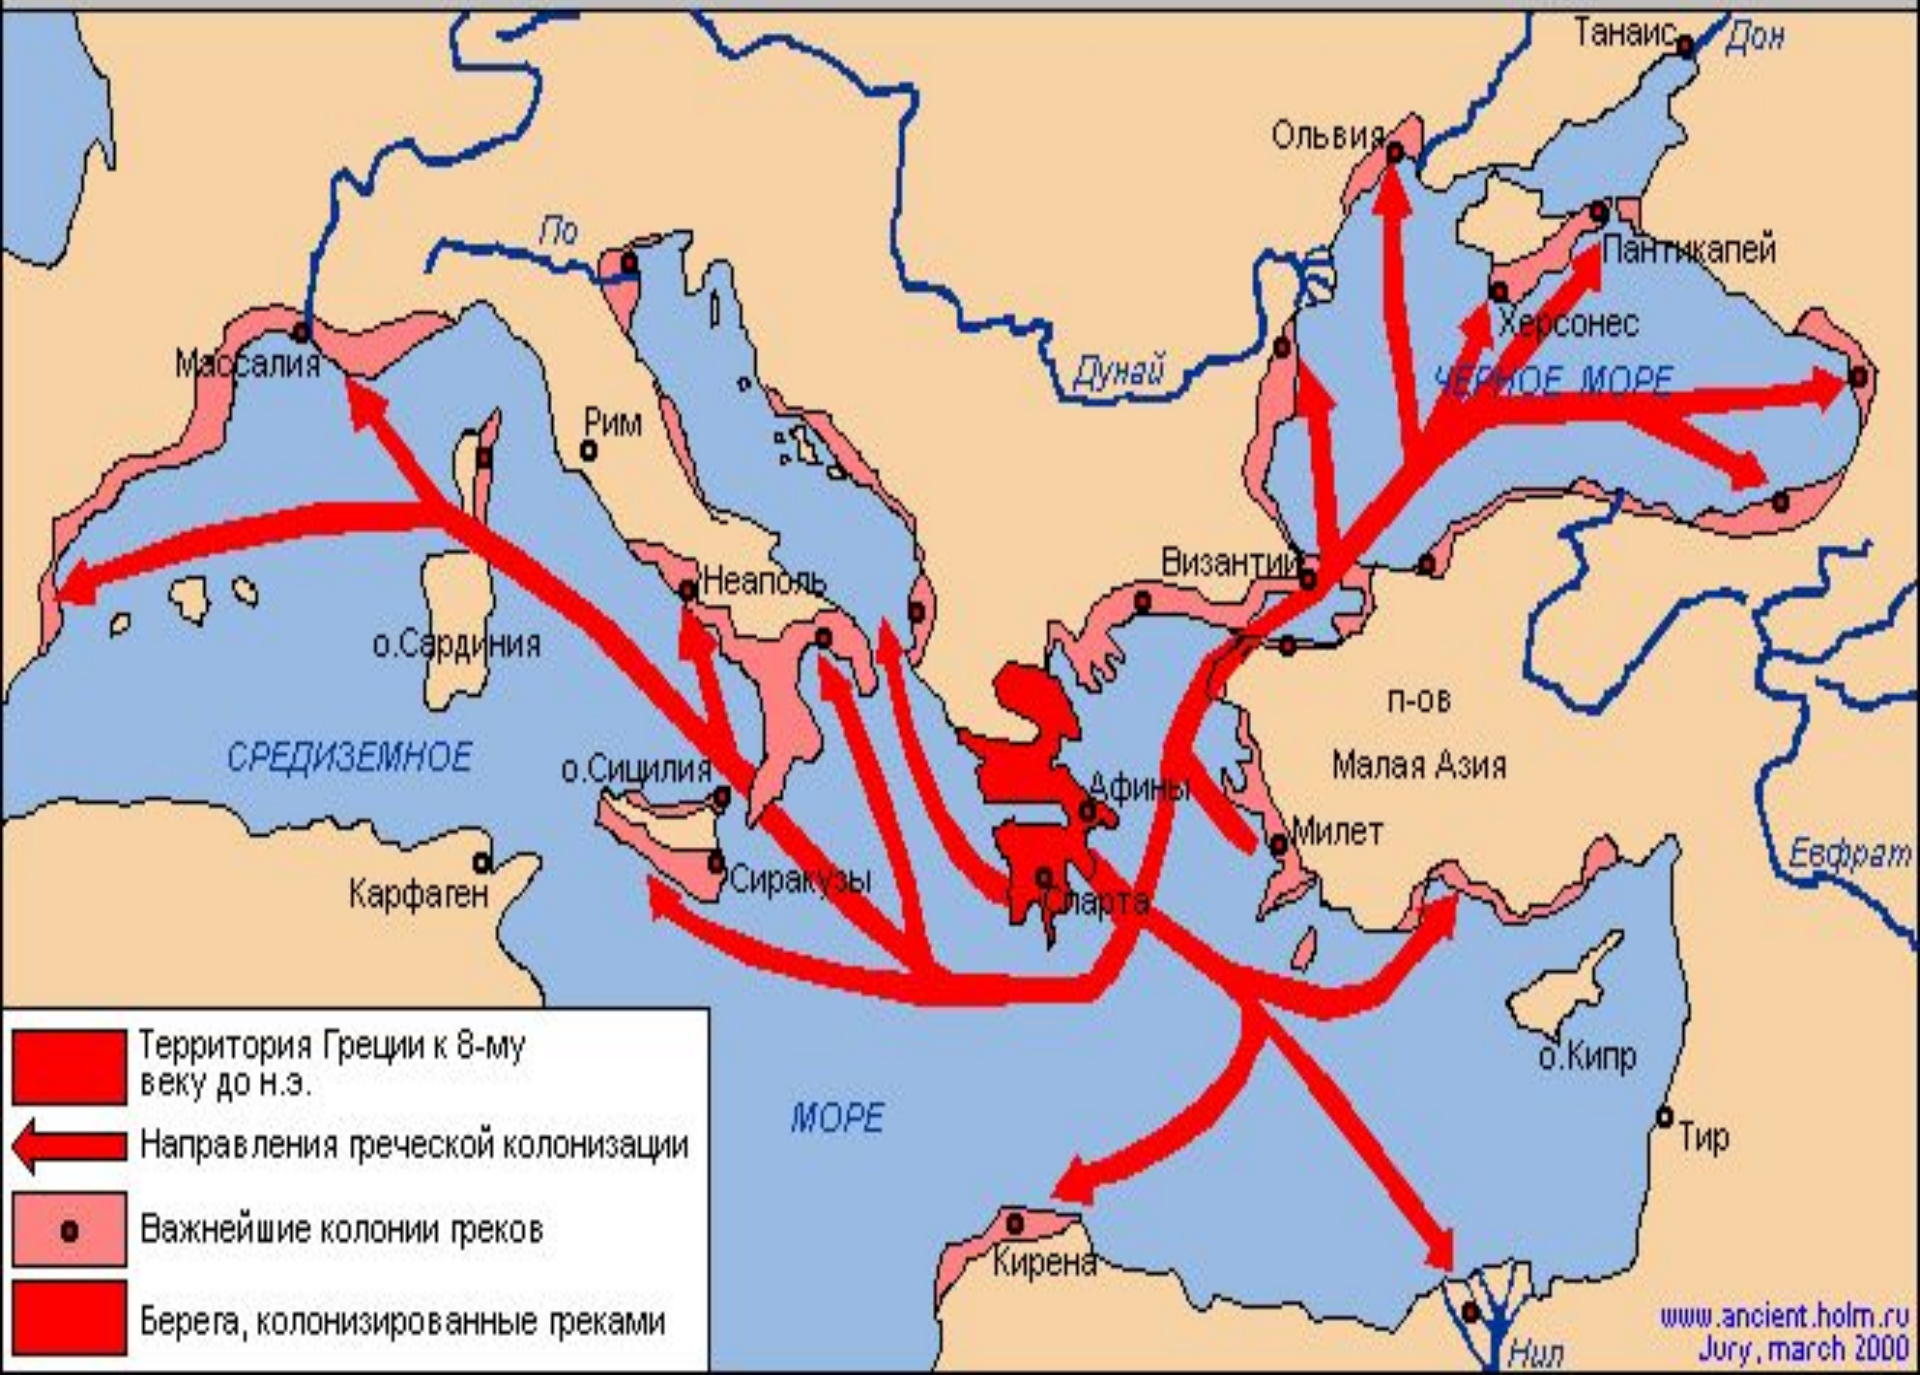 Танаис
Дон
Ольвия
По
Пантикапей
Херсонес
Массалия
Дунай
ЧЕРНОЕ МОРЕ
Рим
Византий
Неаполь
о.Сардиния
п-ов
Малая Азия
СРЕДИЗЕМНОЕ
о.Сицилия
Афины
Милет
Евфрат
Карфаген
Сиракузы
Спарта
о.Кипр
МОРЕ
Тир
Кирена
Нил
Территория Греции к 8-му
веку до н.э.
Направления греческой колонизации
Важнейшие колонии греков
Берега, колонизированные греками
www.ancient.holm.ru
Jury, march 2000